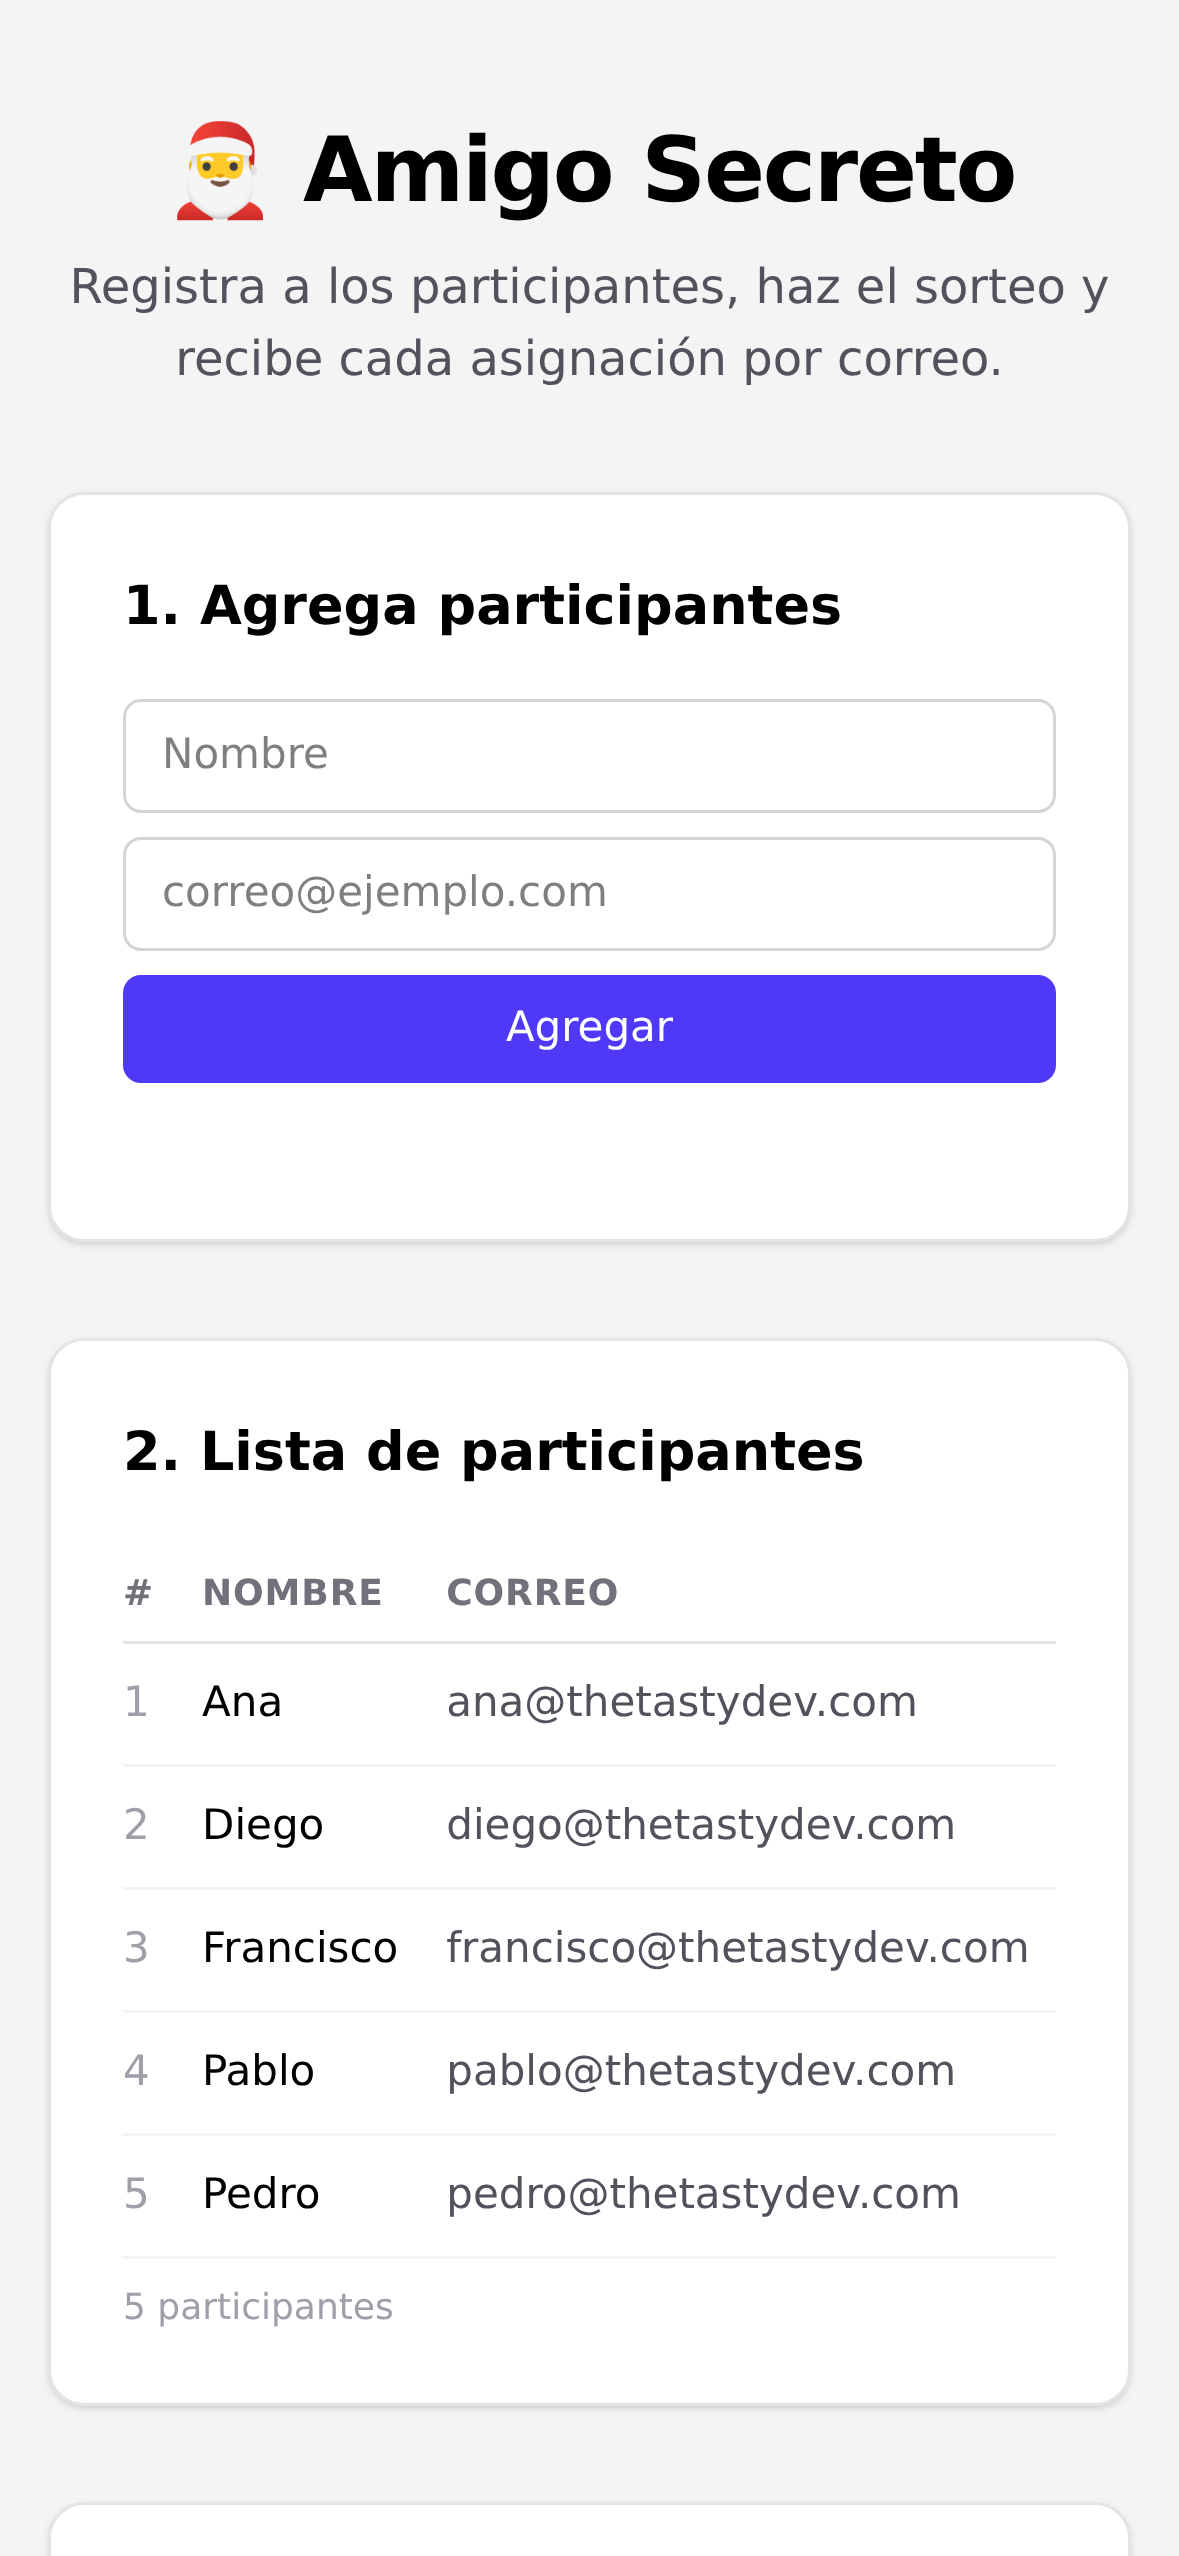 🎅 Amigo Secreto
Registra a los participantes, haz el sorteo y
recibe cada asignación por correo.
1. Agrega participantes
Nombre
correo@ejemplo.com
Agregar
2. Lista de participantes
# NOMBRE CORREO
1 Ana ana@thetastydev.com
2 Diego diego@thetastydev.com
3 Francisco francisco@thetastydev.com
4 Pablo pablo@thetastydev.com
5 Pedro pedro@thetastydev.com
5 participantes